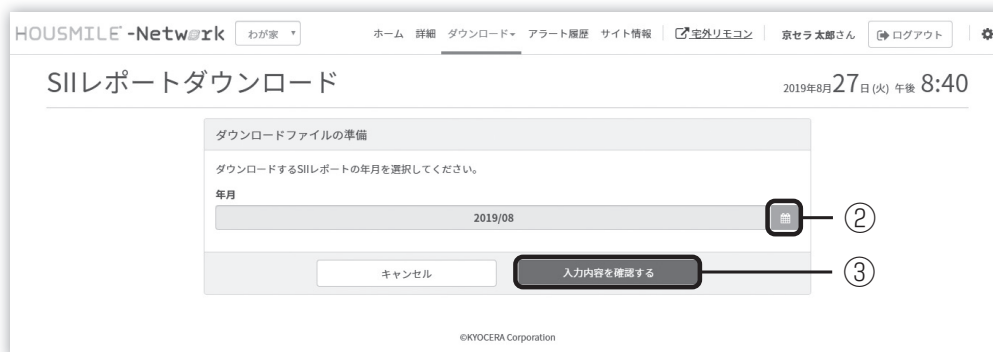 HOUSMILE-Netw@rk わが家 ▼ ホーム 詳細 ダウンロード▾ アラート履歴 サイト情報 宅外リモコン 京セラ 太郎さん ログアウト
SIIレポートダウンロード 2019年8月27日(火) 午後 8:40
ダウンロードファイルの準備
ダウンロードするSIIレポートの年月を選択してください。
年月
2019/08 ②
キャンセル 入力内容を確認する ③
©KYOCERA Corporation